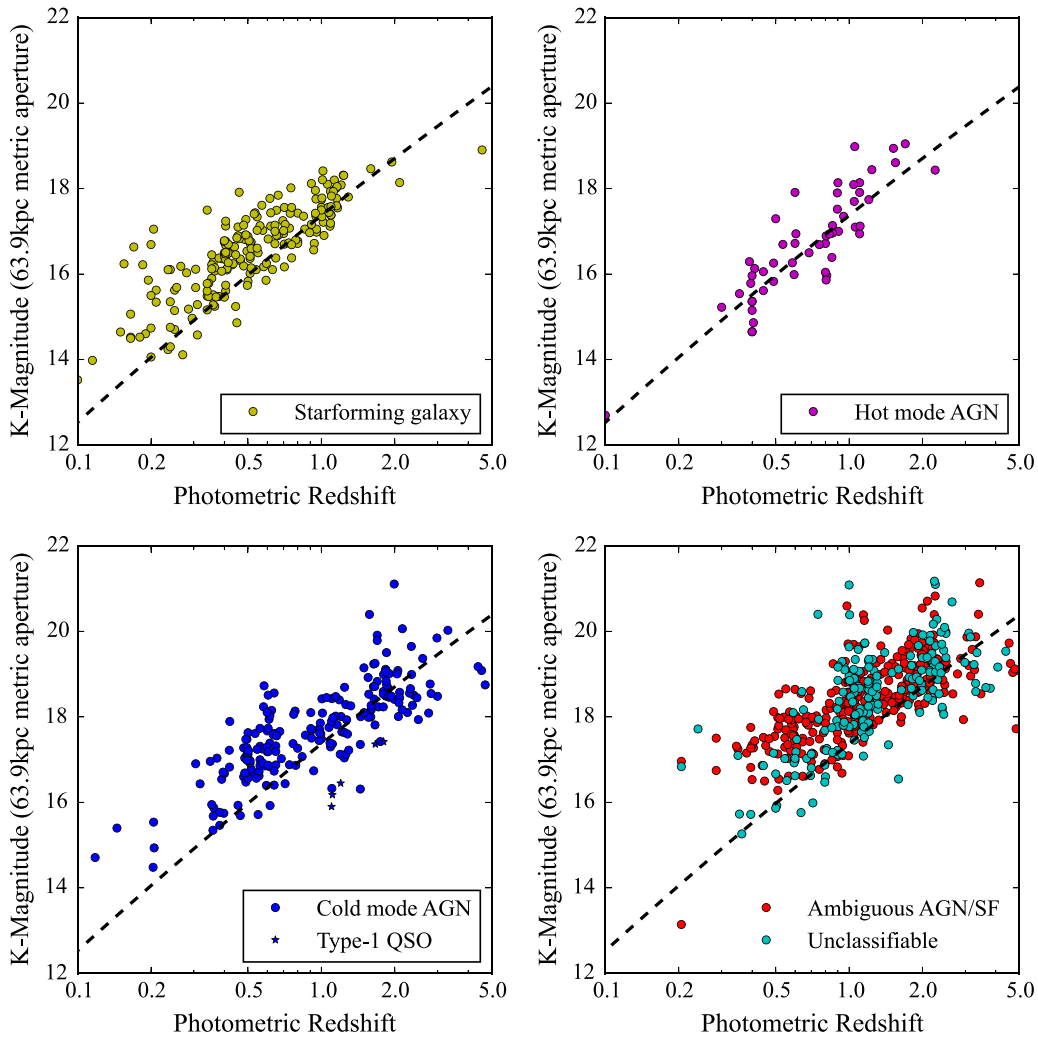 22
20
18
16
14
12
K-Magnitude (63.9kpc metric aperture)
Starforming galaxy
0.1 0.2 0.5 1.0 2.0 5.0
Photometric Redshift
22
20
18
16
14
12
K-Magnitude (63.9kpc metric aperture)
Hot mode AGN
0.1 0.2 0.5 1.0 2.0 5.0
Photometric Redshift
22
20
18
16
14
12
K-Magnitude (63.9kpc metric aperture)
Cold mode AGN
Type-1 QSO
0.1 0.2 0.5 1.0 2.0 5.0
Photometric Redshift
22
20
18
16
14
12
K-Magnitude (63.9kpc metric aperture)
Ambiguous AGN/SF
Unclassifiable
0.1 0.2 0.5 1.0 2.0 5.0
Photometric Redshift